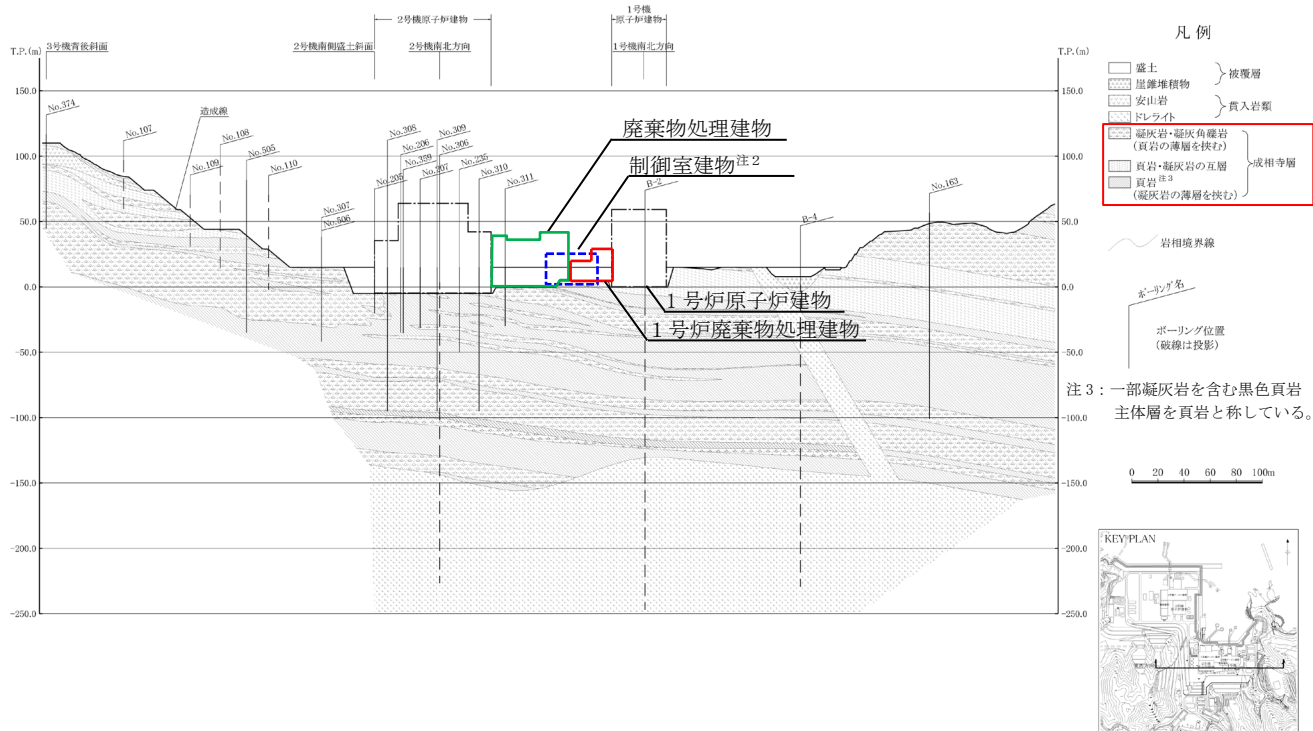 2号機原子炉建物
1号機
原子炉建物
3号機背後斜面
2号機南側盛土斜面
2号機南北方向
1号機南北方向
T.P.(m)
T.P.(m)
150.0
100.0
50.0
0.0
-50.0
-100.0
-150.0
-200.0
-250.0
150.0
100.0
50.0
0.0
-50.0
-100.0
-150.0
-200.0
-250.0
No.374
No.107
造成線
No.108
No.109
No.505
No.110
No.307
No.506
No.308
No.206
No.359
No.205
No.207
No.309
No.306
No.235
No.310
No.311
B-2
B-4
No.163
廃棄物処理建物
制御室建物注2
1号炉原子炉建物
1号炉廃棄物処理建物
凡例
盛土
崖錐堆積物
被覆層
安山岩
ドレライト
貫入岩類
凝灰岩・凝灰角礫岩
(頁岩の薄層を挟む)
頁岩・凝灰岩の互層
頁岩注3
(凝灰岩の薄層を挟む)
成相寺層
岩相境界線
ボーリング名
ボーリング位置
(破線は投影)
注3：一部凝灰岩を含む黒色頁岩
主体層を頁岩と称している。
0 20 40 60 80 100m
KEY PLAN